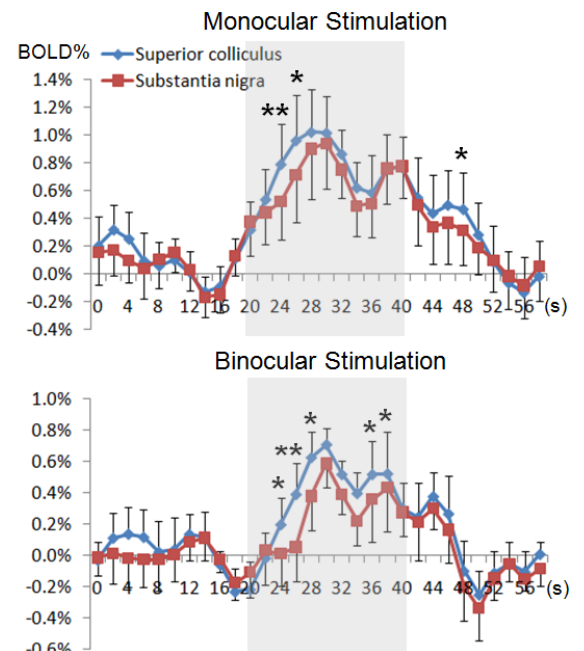 Monocular Stimulation
BOLD%
Superior colliculus
Substantia nigra
1.4%
1.2%
1.0%
0.8%
0.6%
0.4%
0.2%
0.0%
-0.2%
-0.4%
* * * *
0 4 8 12 16 20 24 28 32 36 40 44 48 52 56 (s)
Binocular Stimulation
1.0%
0.8%
0.6%
0.4%
0.2%
0.0%
-0.2%
-0.4%
-0.6%
* * * * * *
0 4 8 12 16 20 24 28 32 36 40 44 48 52 56 (s)